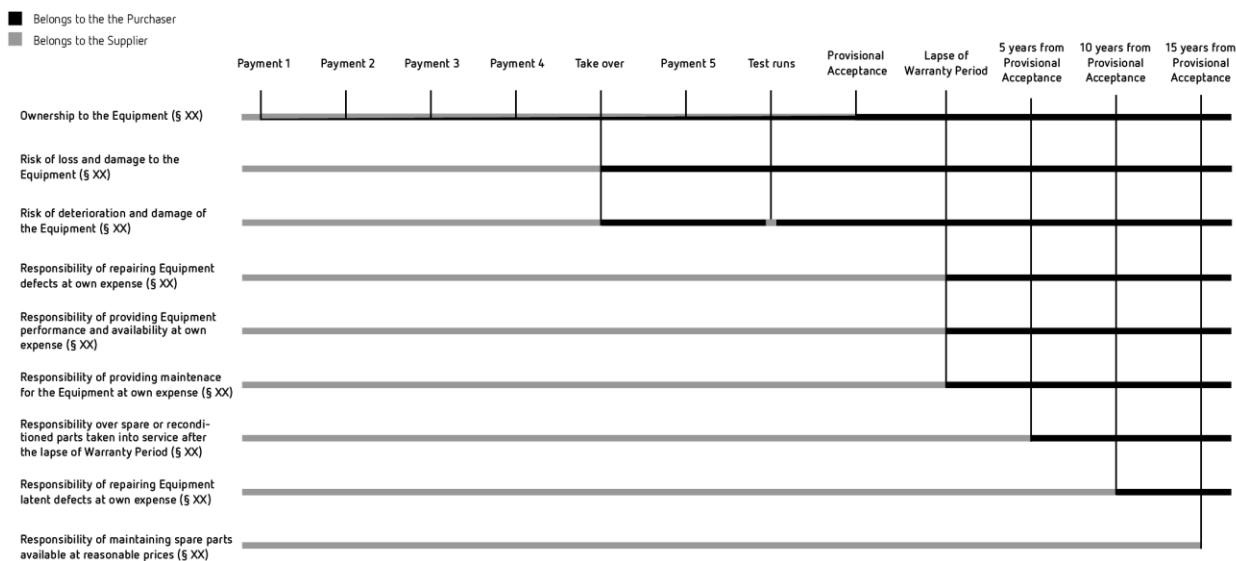 Belongs to the the Purchaser
Belongs to the Supplier
Payment 1
Payment 2
Payment 3
Payment 4
Take over
Payment 5
Test runs
Provisional
Acceptance
Lapse of
Warranty Period
5 years from
Provisional
Acceptance
10 years from
Provisional
Acceptance
15 years from
Provisional
Acceptance
Ownership to the Equipment (§ XX)
Risk of loss and damage to the
Equipment (§ XX)
Risk of deterioration and damage of
the Equipment (§ XX)
Responsibility of repairing Equipment
defects at own expense (§ XX)
Responsibility of providing Equipment
performance and availability at own
expense (§ XX)
Responsibility of providing maintenace
for the Equipment at own expense (§ XX)
Responsibility over spare or recondi-
tioned parts taken into service after
the lapse of Warranty Period (§ XX)
Responsibility of repairing Equipment
latent defects at own expense (§ XX)
Responsibility of maintaining spare parts
available at reasonable prices (§ XX)